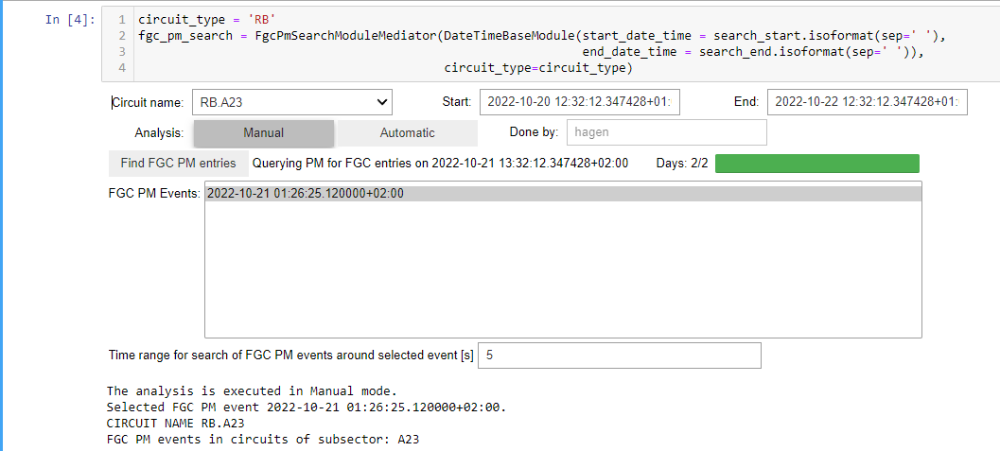 In [4]:
1 circuit_type = 'RB'
2 fgc_pm_search = FgcPmSearchModuleMediator(DateTimeBaseModule(start_date_time = search_start.isoformat(sep=' '),
3 end_date_time = search_end.isoformat(sep=' ')),
4 circuit_type=circuit_type)
Circuit name: RB.A23 Start: 2022-10-20 12:32:12.347428+01: End: 2022-10-22 12:32:12.347428+01:
Analysis: Manual Automatic Done by: hagen
Find FGC PM entries Querying PM for FGC entries on 2022-10-21 13:32:12.347428+02:00 Days: 2/2
FGC PM Events: 2022-10-21 01:26:25.120000+02:00
Time range for search of FGC PM events around selected event [s] 5
The analysis is executed in Manual mode.
Selected FGC PM event 2022-10-21 01:26:25.120000+02:00.
CIRCUIT NAME RB.A23
FGC PM events in circuits of subsector: A23